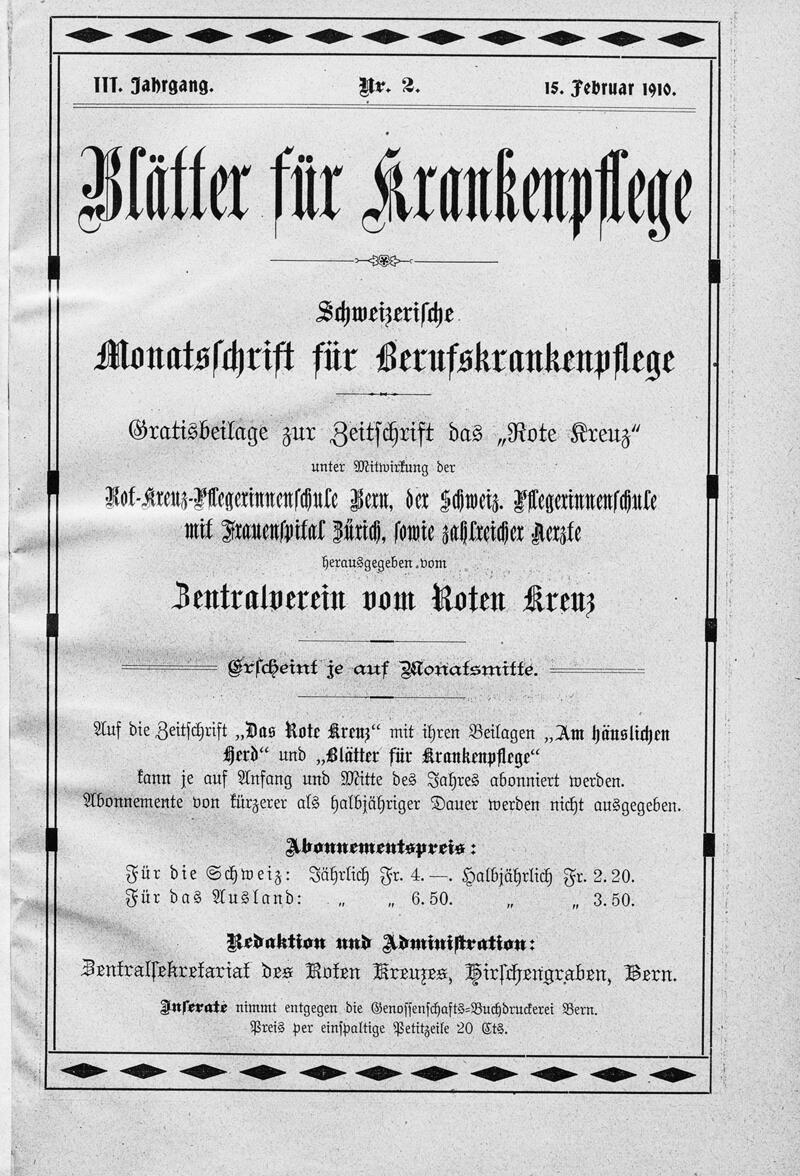 III. Jahrgang. Nr. 2. 15. Februar 1910.
Blätter für Krankenpflege
Schweizerische
Monatsschrift für Berufskrankenpflege
Gratisbeilage zur Zeitschrift das „Rote Kreuz“
unter Mitwirkung der
Rot-Kreuz-Pflegerinnenschule Bern, der Schweiz. Pflegerinnenschule
mit Frauenspital Zürich, sowie zahlreicher Aerzte
herausgegeben vom
Zentralverein vom Roten Kreuz
Erscheint je auf Monatsmitte.
Auf die Zeitschrift „Das Rote Kreuz“ mit ihren Beilagen „Am häuslichen
Herd“ und „Blätter für Krankenpflege“
kann je auf Anfang und Mitte des Jahres abonniert werden.
Abonnemente von kürzerer als halbjähriger Dauer werden nicht ausgegeben.
Abonnementspreis:
Für die Schweiz: Jährlich Fr. 4. —. Halbjährlich Fr. 2. 20.
Für das Ausland: „ „ 6. 50. „ „ 3. 50.
Redaktion und Administration:
Zentralsekretariat des Roten Kreuzes, Hirschengraben, Bern.
Inserate nimmt entgegen die Genossenschafts-Buchdruckerei Bern.
Preis per einspaltige Petitzeile 20 Cts.